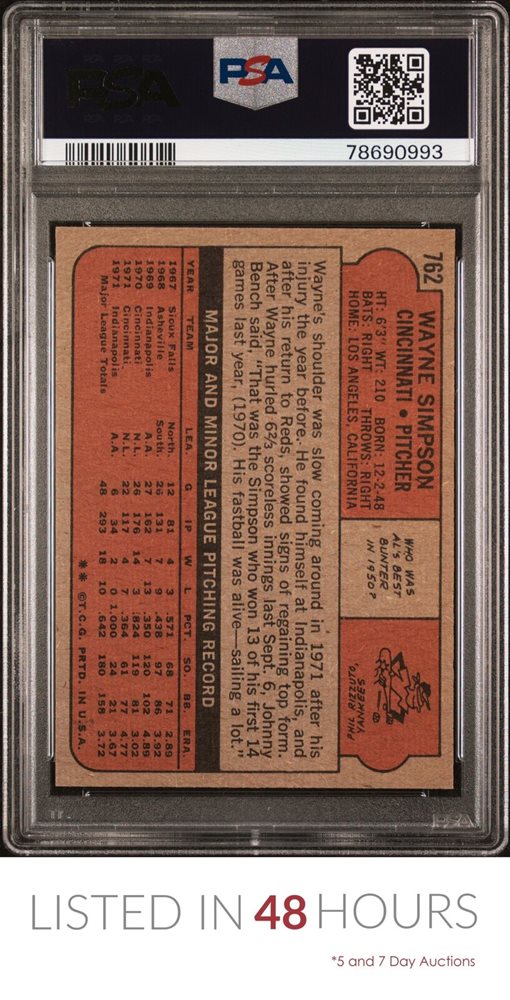 PSA
PSA
78690993
762
WAYNE SIMPSON
CINCINNATI • PITCHER
HT: 6'3" WT: 210 BORN: 12-2-48
BATS: RIGHT THROWS: RIGHT
HOME: LOS ANGELES, CALIFORNIA
WHO WAS
AL'S BEST
BUNTER
IN 1950?
PHIL RIZZUTO,
YANKEES
Wayne's shoulder was slow coming around in 1971 after his
injury the year before. He found himself at Indianapolis, and
after his return to Reds, showed signs of regaining top form.
After Wayne hurled 6 2/3 scoreless innings last Sept. 6, Johnny
Bench said, "That was the Simpson who won 13 of his first 14
games last year, (1970). His fastball was alive—sailing a lot."
MAJOR AND MINOR LEAGUE PITCHING RECORD
YEAR TEAM LEA. G IP W L PCT. SO. BB. ERA.
1967 Sioux Falls North. 12 81 4 3 .571 68 71 2.89
1968 Asheville South. 26 131 7 9 .438 97 86 3.92
1969 Indianapolis A.A. 27 162 7 13 .350 120 102 4.89
1970 Cincinnati N.L. 26 176 14 3 .824 119 81 3.02
1971 Cincinnati N.L. 22 117 4 7 .364 61 77 4.77
1971 Indianapolis A.A. 6 34 2 0 1.000 24 21 3.67
Major League Totals 48 293 18 10 .642 180 158 3.72
** ©T.C.G. PRTD. IN U.S.A.
PSA
LISTED IN 48 HOURS
*5 and 7 Day Auctions